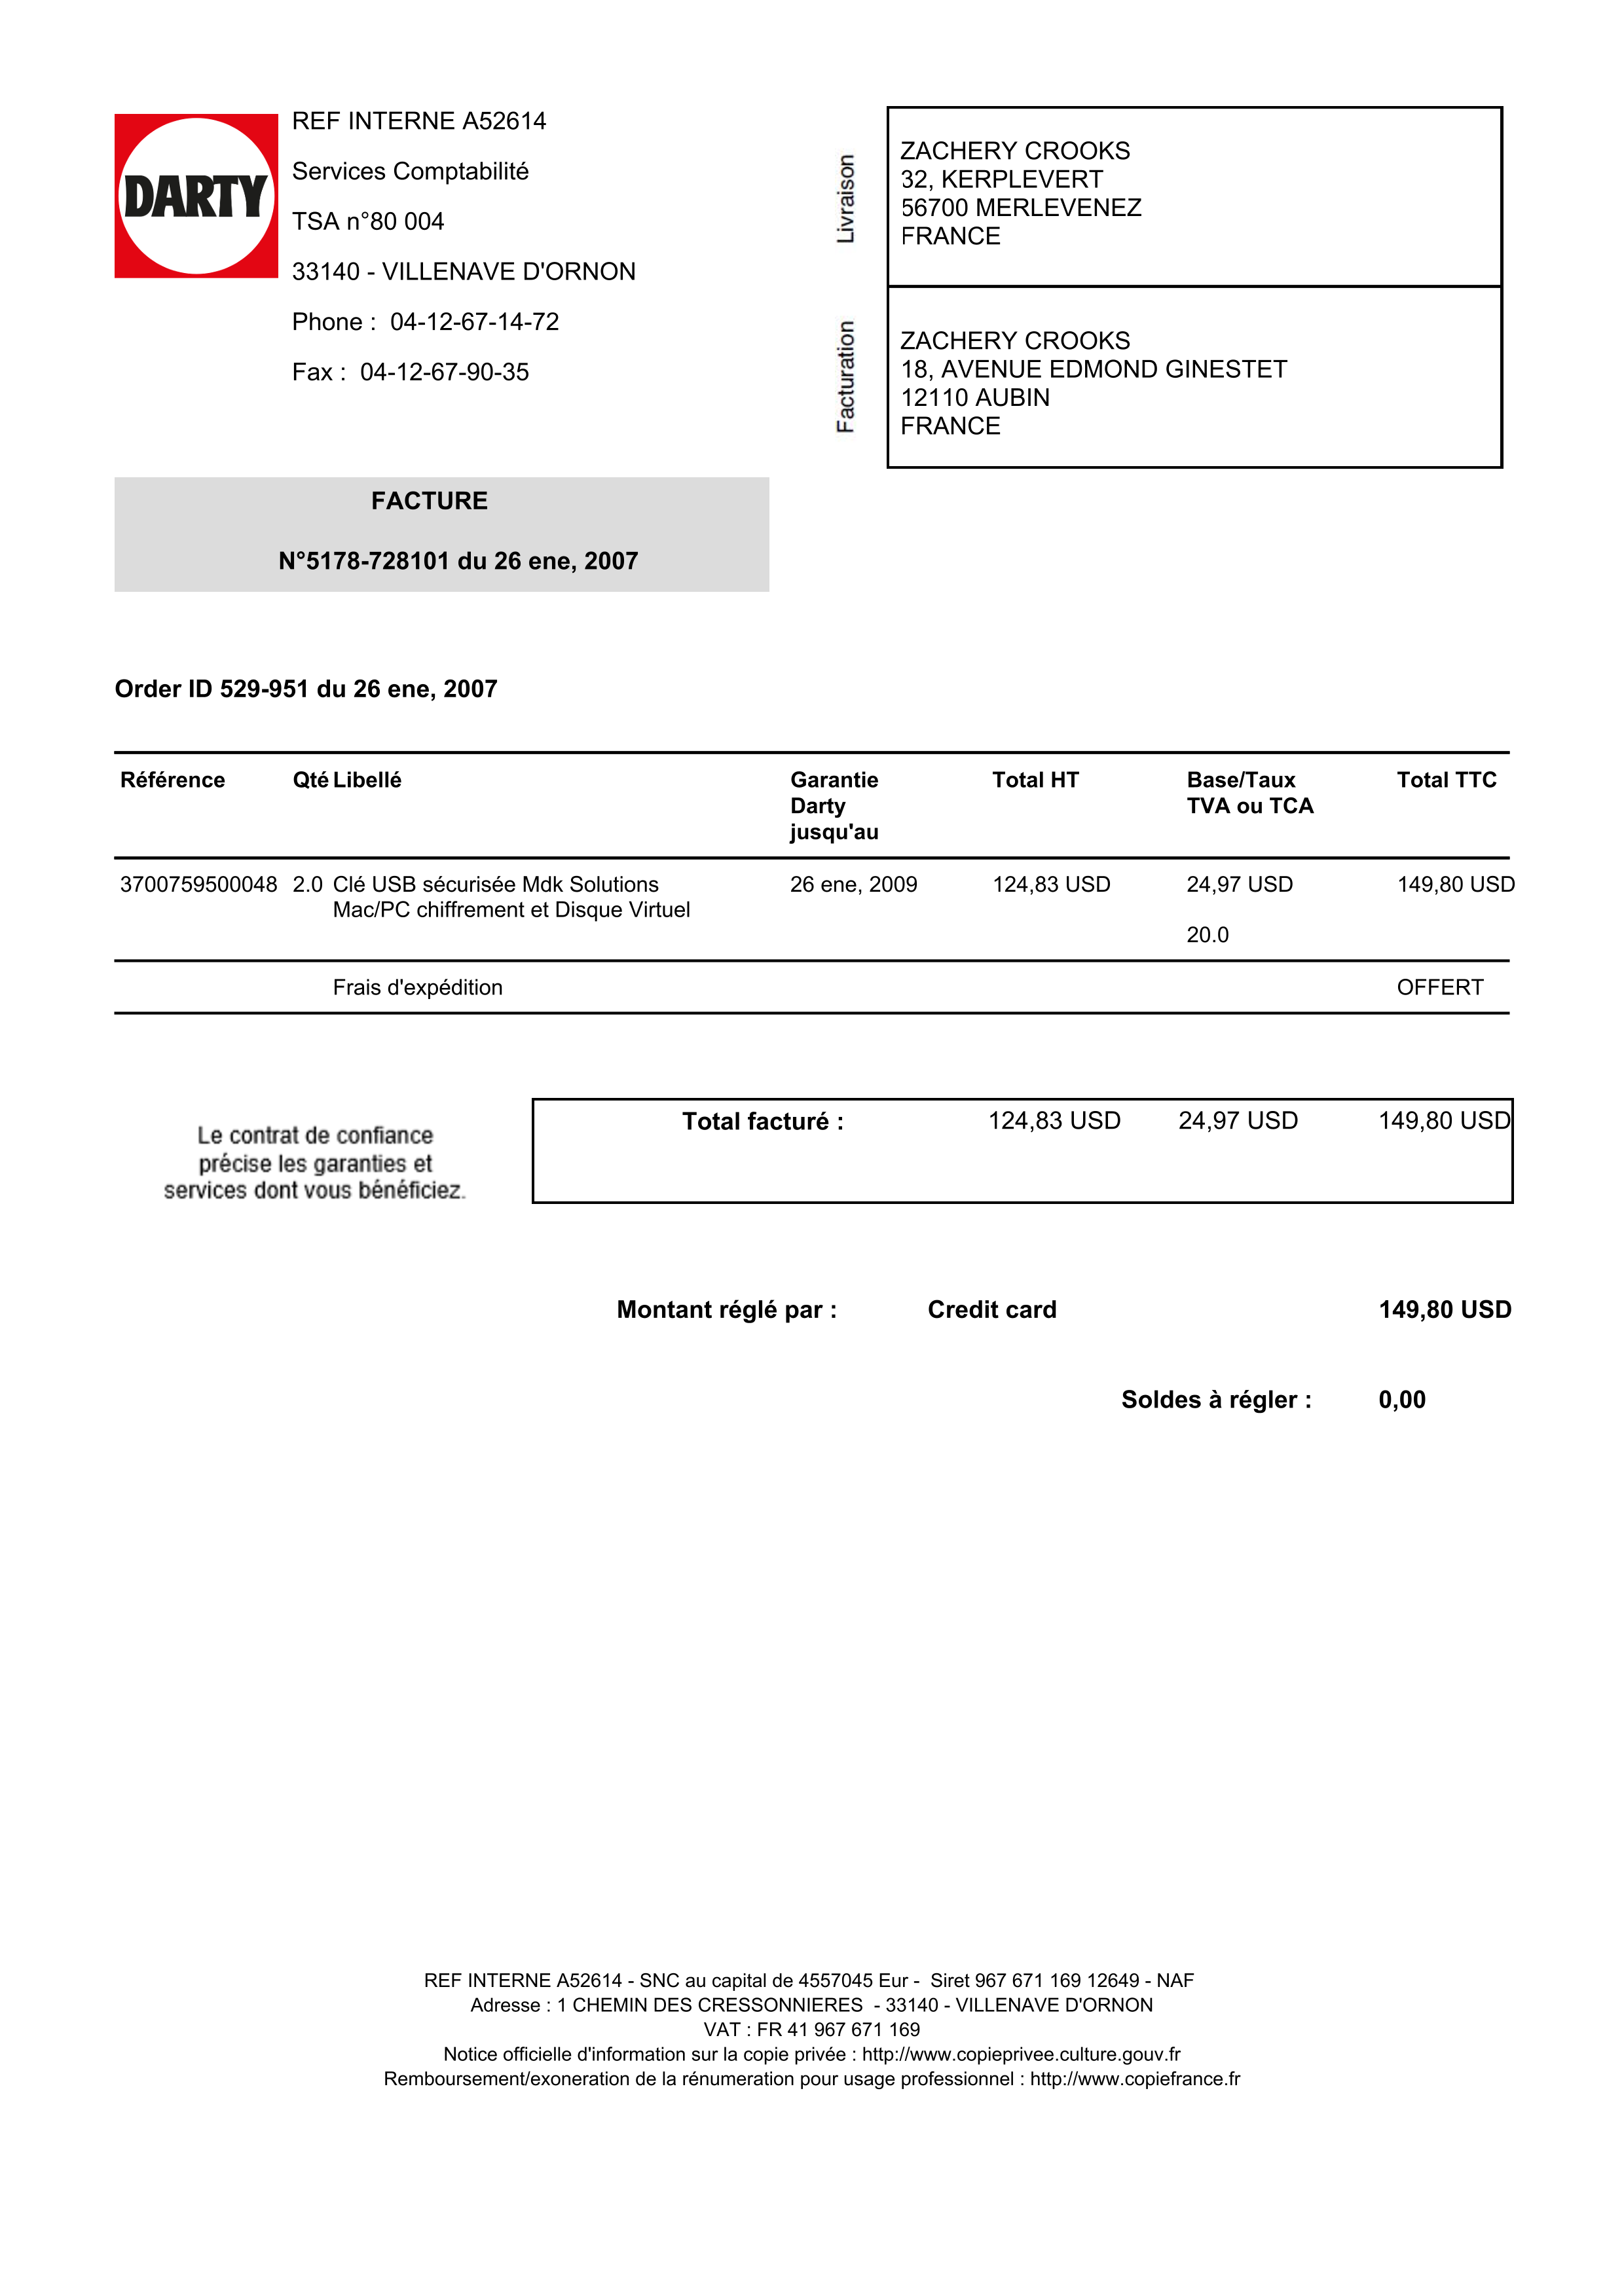 DARTY
REF INTERNE A52614
Services Comptabilité
TSA n°80 004
33140 - VILLENAVE D'ORNON
Phone : 04-12-67-14-72
Fax : 04-12-67-90-35
Livraison
ZACHERY CROOKS
32, KERPLEVERT
56700 MERLEVENEZ
FRANCE
Facturation
ZACHERY CROOKS
18, AVENUE EDMOND GINESTET
12110 AUBIN
FRANCE
FACTURE
N°5178-728101 du 26 ene, 2007
Order ID 529-951 du 26 ene, 2007
Référence Qté Libellé Garantie Total HT Base/Taux Total TTC
Darty TVA ou TCA
jusqu'au
3700759500048 2.0 Clé USB sécurisée Mdk Solutions 26 ene, 2009 124,83 USD 24,97 USD 149,80 USD
Mac/PC chiffrement et Disque Virtuel
20.0
Frais d'expédition OFFERT
Le contrat de confiance
précise les garanties et
services dont vous bénéficiez.
Total facturé : 124,83 USD 24,97 USD 149,80 USD
Montant réglé par : Credit card 149,80 USD
Soldes à régler : 0,00
REF INTERNE A52614 - SNC au capital de 4557045 Eur - Siret 967 671 169 12649 - NAF
Adresse : 1 CHEMIN DES CRESSONNIERES - 33140 - VILLENAVE D'ORNON
VAT : FR 41 967 671 169
Notice officielle d'information sur la copie privée : http://www.copieprivee.culture.gouv.fr
Remboursement/exoneration de la rénumeration pour usage professionnel : http://www.copiefrance.fr